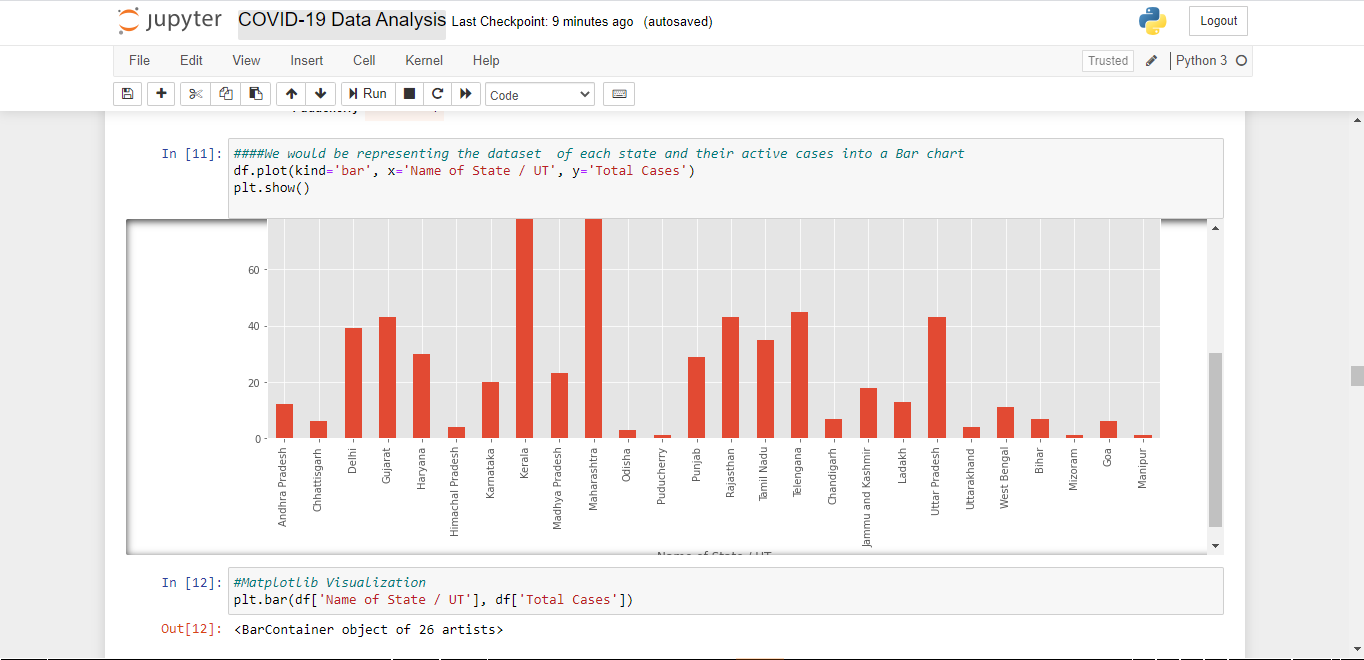 jupyter COVID-19 Data Analysis Last Checkpoint: 9 minutes ago (autosaved)
Logout
File Edit View Insert Cell Kernel Help
Trusted Python 3
Run Code
In [11]: ####We would be representing the dataset  of each state and their active cases into a Bar chart
df.plot(kind='bar', x='Name of State / UT', y='Total Cases')
plt.show()
60
40
20
0
Andhra Pradesh
Chhattisgarh
Delhi
Gujarat
Haryana
Himachal Pradesh
Karnataka
Kerala
Madhya Pradesh
Maharashtra
Odisha
Puducherry
Punjab
Rajasthan
Tamil Nadu
Telengana
Chandigarh
Jammu and Kashmir
Ladakh
Uttar Pradesh
Uttarakhand
West Bengal
Bihar
Mizoram
Goa
Manipur
Name of State / UT
In [12]: #Matplotlib Visualization
plt.bar(df['Name of State / UT'], df['Total Cases'])
Out[12]: <BarContainer object of 26 artists>